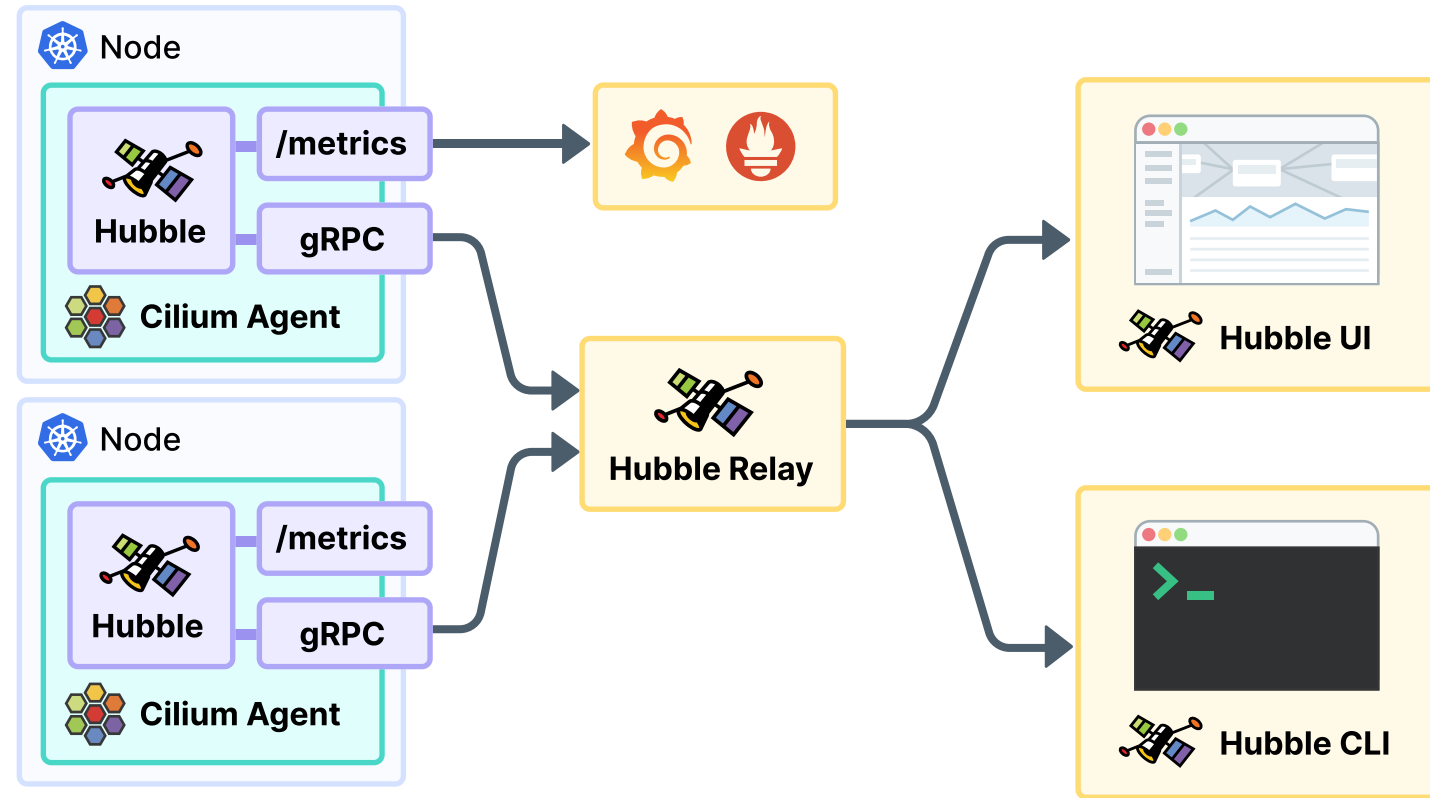 Node
/metrics
Hubble
gRPC
Cilium Agent
Node
/metrics
Hubble
gRPC
Cilium Agent
Hubble Relay
Hubble UI
Hubble CLI